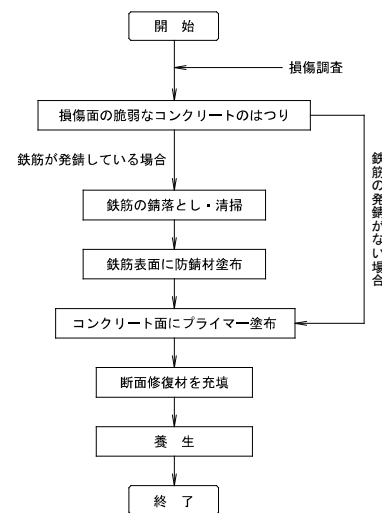 開 始
損傷調査
損傷面の脆弱なコンクリートのはつり
鉄筋が発錆している場合
鉄筋の発錆がない場合
鉄筋の錆落とし・清掃
鉄筋表面に防錆材塗布
コンクリート面にプライマー塗布
断面修復材を充填
養 生
終 了